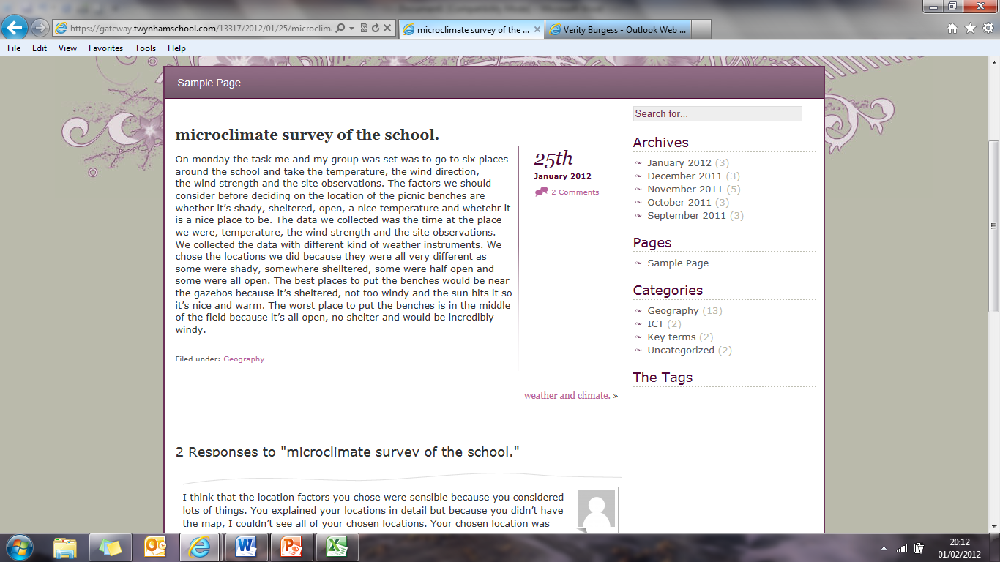 https://gateway.twynhamschool.com/13317/2012/01/25/microclim
microclimate survey of the ...
Verity Burgess - Outlook Web ...
File Edit View Favorites Tools Help
Sample Page
microclimate survey of the school.
On monday the task me and my group was set was to go to six places
around the school and take the temperature, the wind direction,
the wind strength and the site observations. The factors we should
consider before deciding on the location of the picnic benches are
whether it’s shady, sheltered, open, a nice temperature and whetehr it
is a nice place to be. The data we collected was the time at the place
we were, temperature, the wind strength and the site observations.
We collected the data with different kind of weather instruments. We
chose the locations we did because they were all very different as
some were shady, somewhere shelltered, some were half open and
some were all open. The best places to put the benches would be near
the gazebos because it’s sheltered, not too windy and the sun hits it so
it’s nice and warm. The worst place to put the benches is in the middle
of the field because it’s all open, no shelter and would be incredibly
windy.
Filed under: Geography
25th
January 2012
2 Comments
weather and climate. »
2 Responses to "microclimate survey of the school."
I think that the location factors you chose were sensible because you considered
lots of things. You explained your locations in detail but because you didn’t have
the map, I couldn’t see all of your chosen locations. Your chosen location was
Search for...
Archives
January 2012 (3)
December 2011 (3)
November 2011 (5)
October 2011 (3)
September 2011 (3)
Pages
Sample Page
Categories
Geography (13)
ICT (2)
Key terms (2)
Uncategorized (2)
The Tags
20:12
01/02/2012